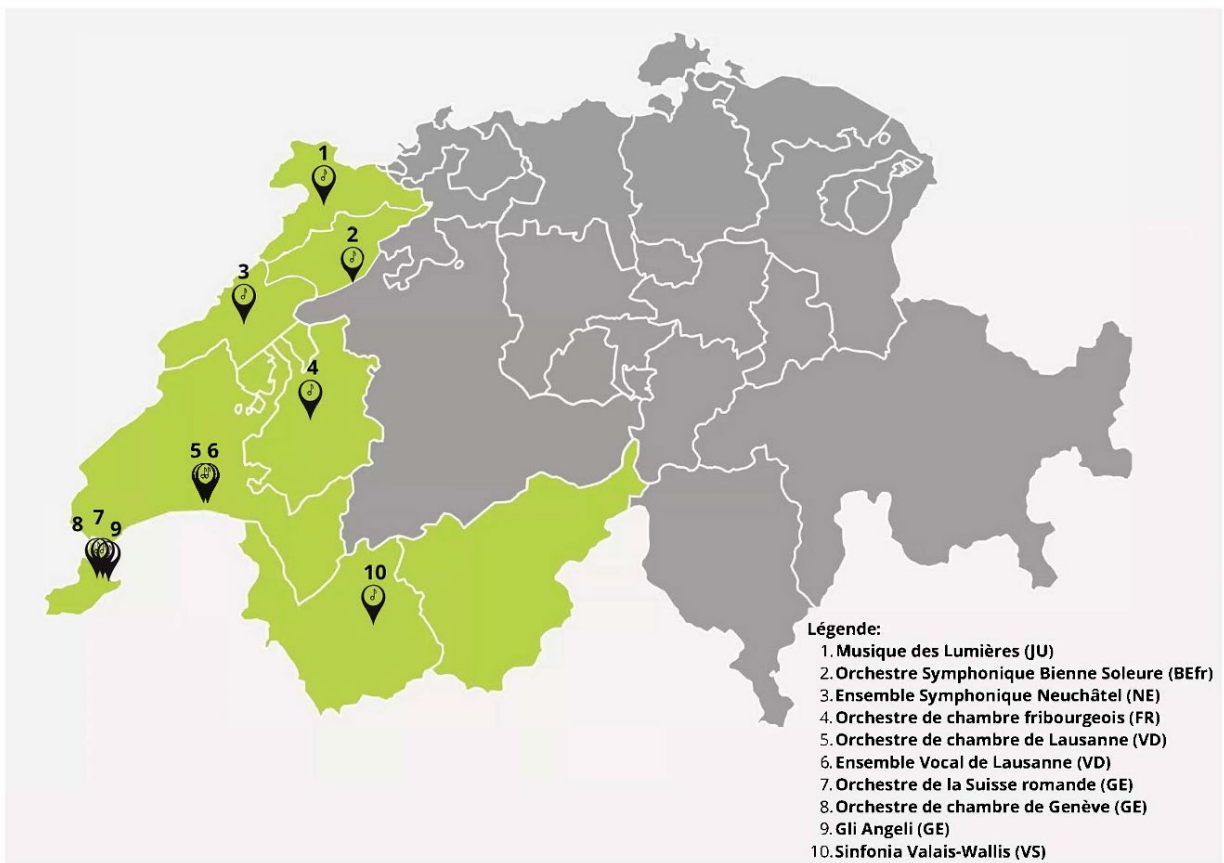 1
2
3
4
5 6
7
8
9
10
Légende:
1. Musique des Lumières (JU)
2. Orchestre Symphonique Bienne Soleure (BEfr)
3. Ensemble Symphonique Neuchâtel (NE)
4. Orchestre de chambre fribourgeois (FR)
5. Orchestre de chambre de Lausanne (VD)
6. Ensemble Vocal de Lausanne (VD)
7. Orchestre de la Suisse romande (GE)
8. Orchestre de chambre de Genève (GE)
9. Gli Angeli (GE)
10. Sinfonia Valais-Wallis (VS)